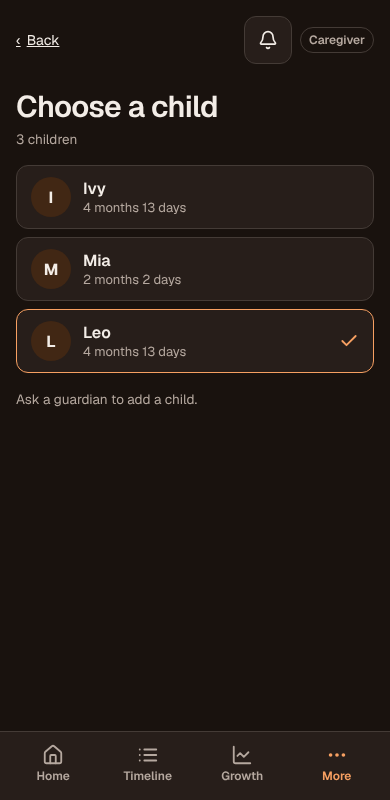 ‹ Back
Caregiver
Choose a child
3 children
I
Ivy
4 months 13 days
M
Mia
2 months 2 days
L
Leo
4 months 13 days
Ask a guardian to add a child.
Home
Timeline
Growth
More